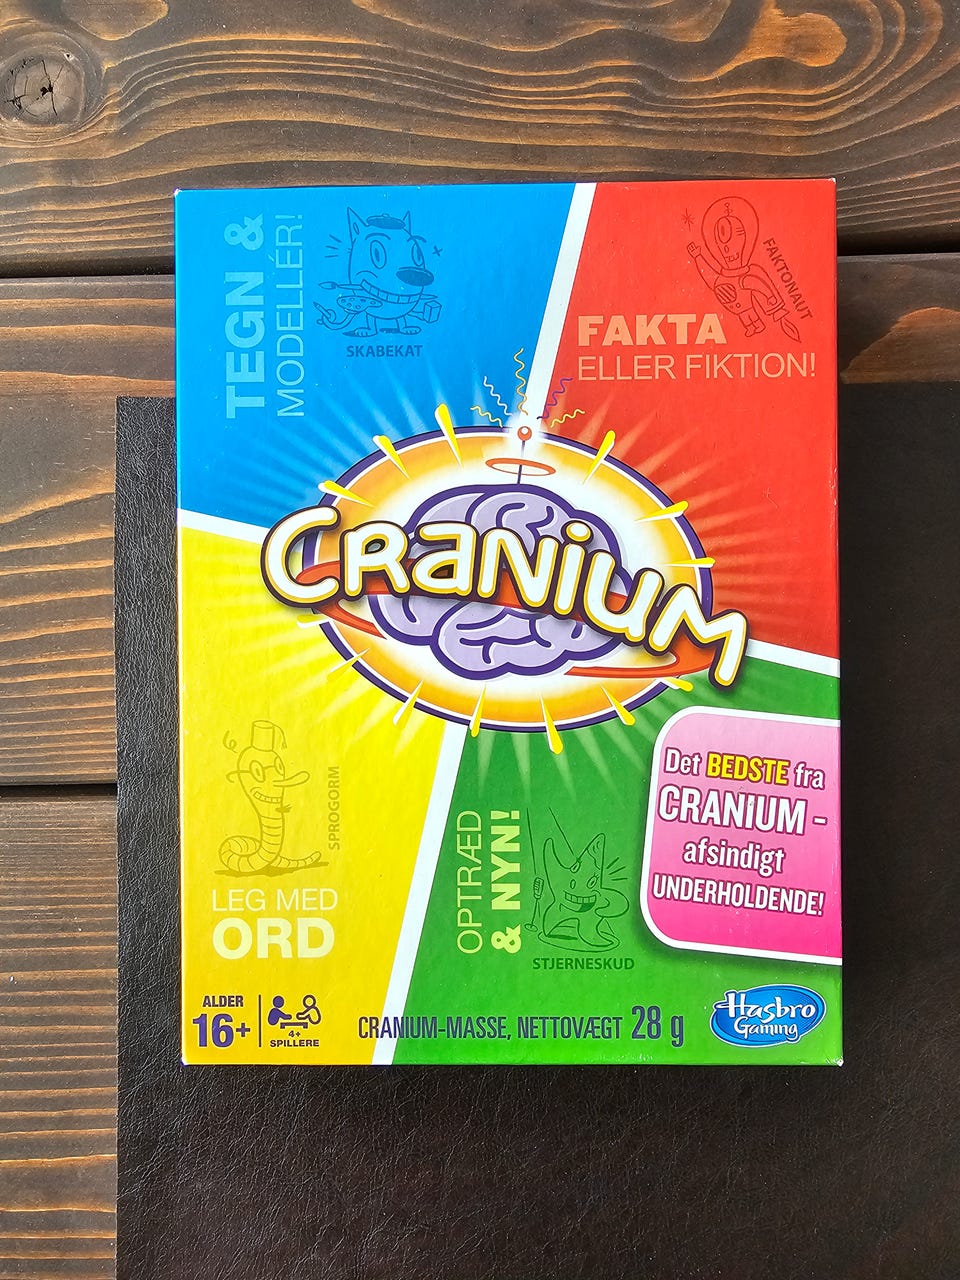 TEGN &
MODELLÉR!
SKABEKAT
FAKTONAUT
FAKTA
ELLER FIKTION!
CRANIUM
SPROGORM
LEG MED
ORD
OPTRÆD
& NYN!
STJERNESKUD
Det BEDSTE fra
CRANIUM -
afsindigt
UNDERHOLDENDE!
ALDER
16+
4+
SPILLERE
CRANIUM-MASSE, NETTOVÆGT 28 g
Hasbro
Gaming